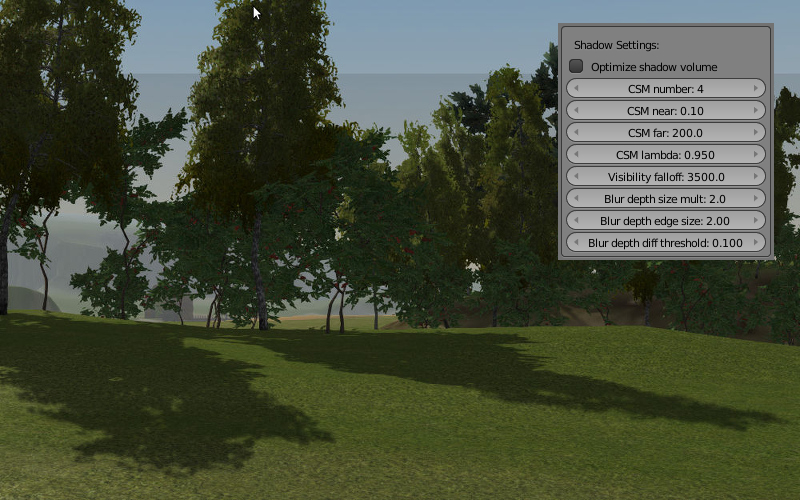 Shadow Settings:
Optimize shadow volume
CSM number: 4
CSM near: 0.10
CSM far: 200.0
CSM lambda: 0.950
Visibility falloff: 3500.0
Blur depth size mult: 2.0
Blur depth edge size: 2.00
Blur depth diff threshold: 0.100